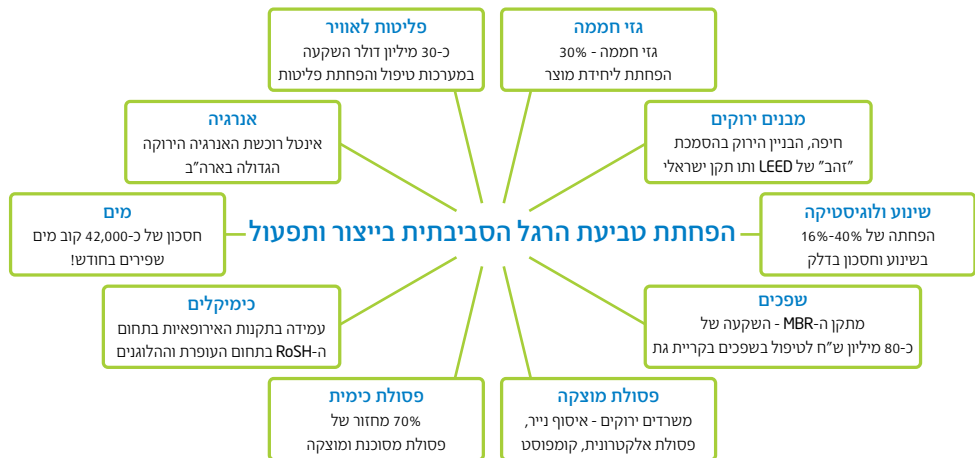 גזי חממה
גזי חממה - 30%
הפחתת ליחידת מוצר
פליטות לאוויר
כ-30 מיליון דולר השקעה
במערכות טיפול והפחתת פליטות
מבנים ירוקים
חיפה, הבניין הירוק בהסמכת
"זהב" של LEED ותו תקן ישראלי
אנרגיה
אינטל רוכשת האנרגיה הירוקה
הגדולה בארה"ב
שינוע ולוגיסטיקה
הפחתה של 16%-40%
בשינוע וחסכון בדלק
הפחתת טביעת הרגל הסביבתית בייצור ותפעול
מים
חסכון של כ-42,000 קוב מים
שפירים בחודש!
שפכים
מתקן ה-MBR - השקעה של
כ-80 מיליון ש"ח לטיפול בשפכים בקריית גת
כימיקלים
עמידה בתקנות האירופאיות בתחום
ה-RoSH בתחום העופרת וההלוגנים
פסולת מוצקה
משרדים ירוקים - איסוף נייר,
פסולת אלקטרונית, קומפוסט
פסולת כימית
70% מחזור של
פסולת מסוכנת ומוצקה